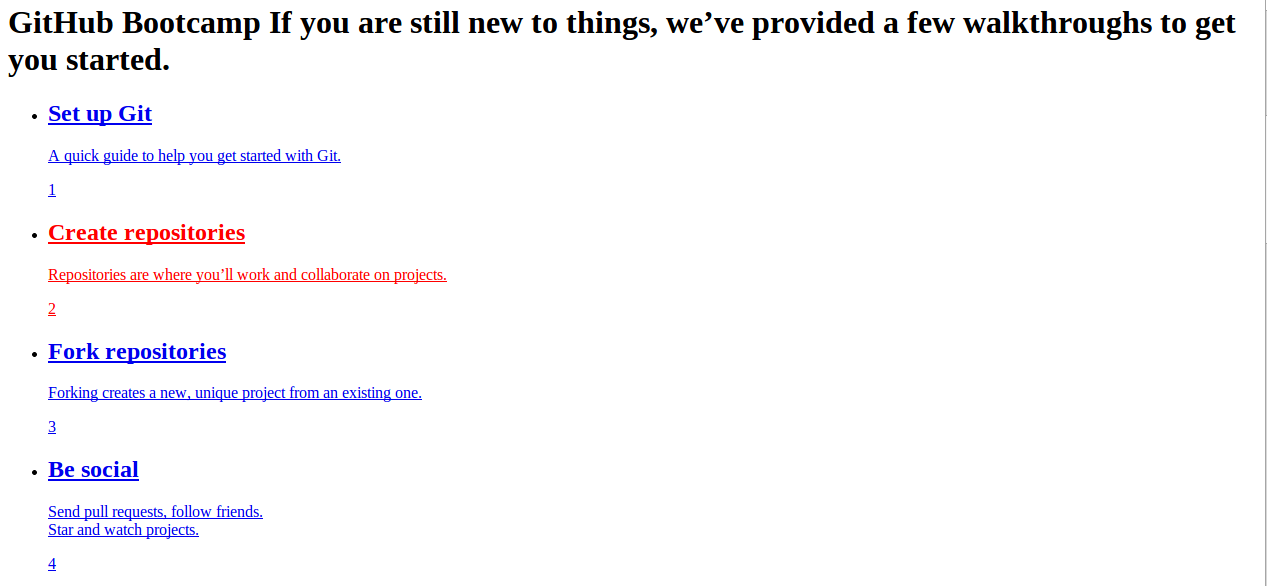 GitHub Bootcamp If you are still new to things, we’ve provided a few walkthroughs to get
you started.
Set up Git
A quick guide to help you get started with Git.
1
Create repositories
Repositories are where you’ll work and collaborate on projects.
2
Fork repositories
Forking creates a new, unique project from an existing one.
3
Be social
Send pull requests, follow friends.
Star and watch projects.
4